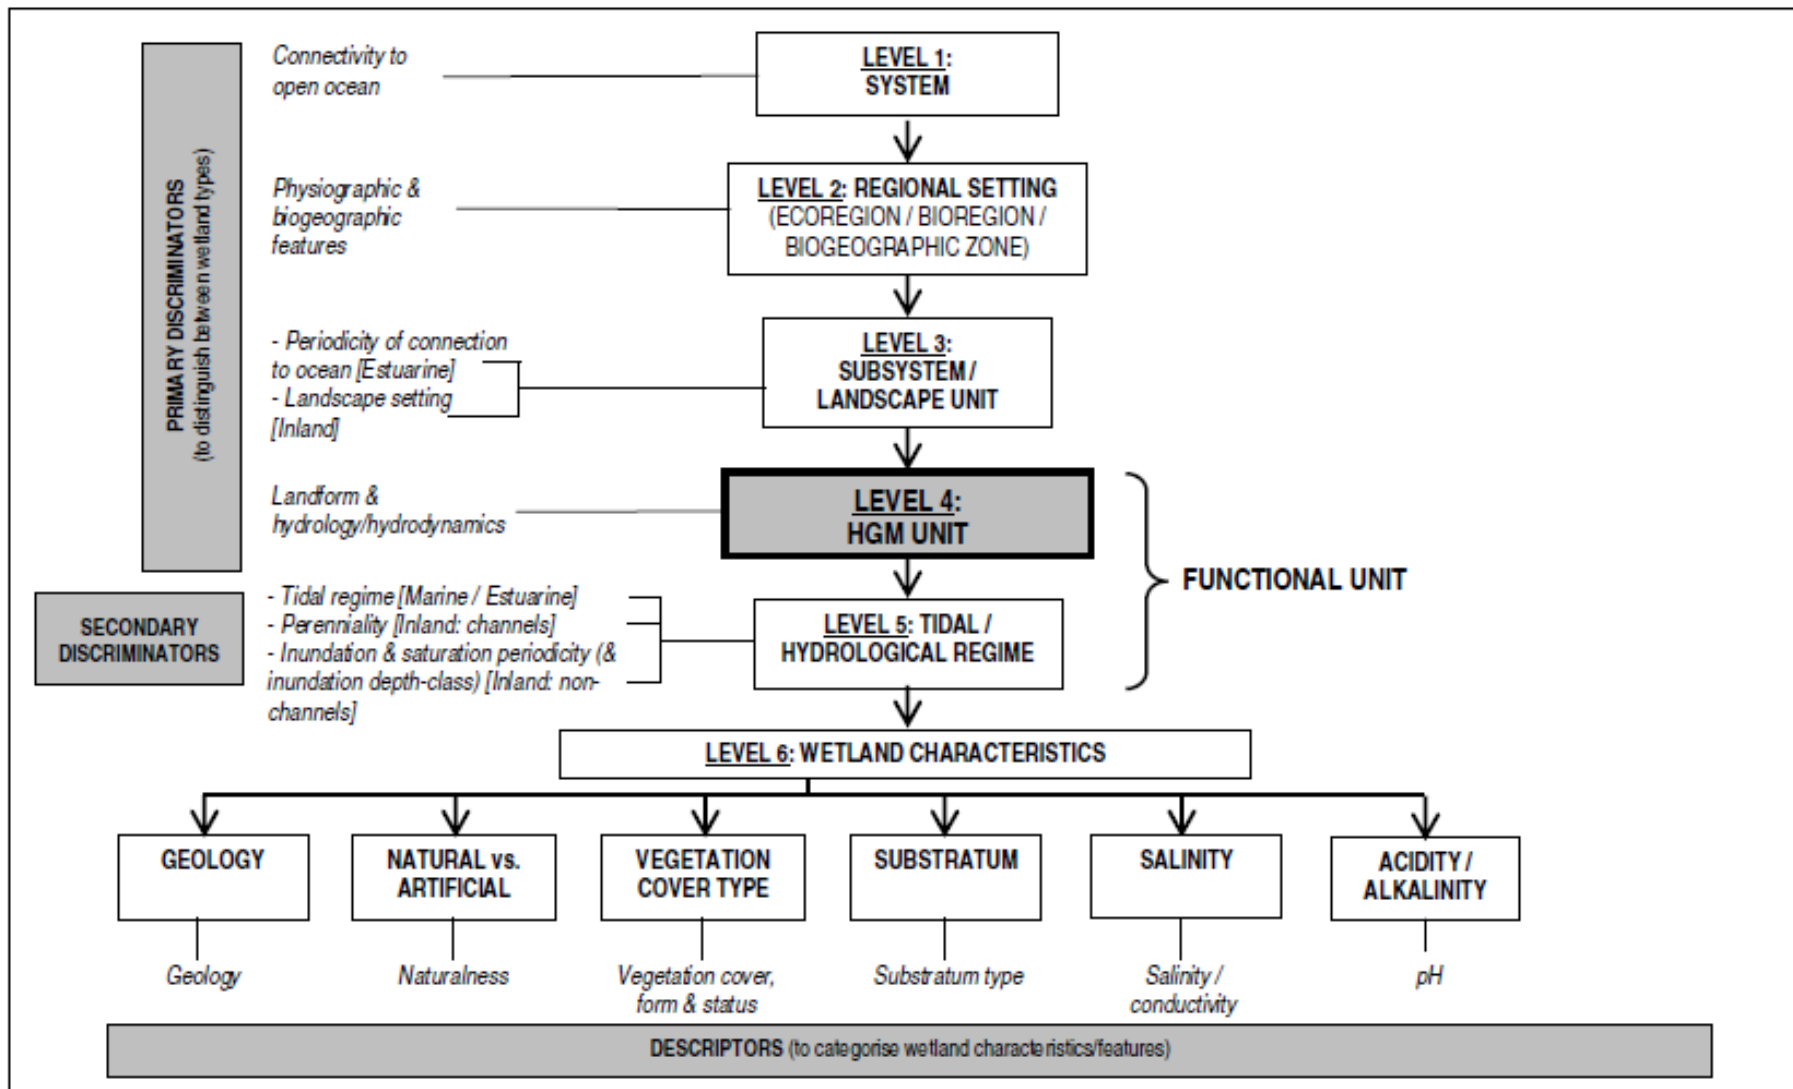 PRIMARY DISCRIMINATORS
(to distinguish between wetland types)
Connectivity to
open ocean
LEVEL 1:
SYSTEM
Physiographic &
biogeographic
features
LEVEL 2: REGIONAL SETTING
(ECOREGION / BIOREGION /
BIOGEOGRAPHIC ZONE)
- Periodicity of connection
to ocean [Estuarine]
- Landscape setting
[Inland]
LEVEL 3:
SUBSYSTEM /
LANDSCAPE UNIT
Landform &
hydrology/hydrodynamics
LEVEL 4:
HGM UNIT
FUNCTIONAL UNIT
SECONDARY
DISCRIMINATORS
- Tidal regime [Marine / Estuarine]
- Perenniality [Inland: channels]
- Inundation & saturation periodicity (&
inundation depth-class) [Inland: non-
channels]
LEVEL 5: TIDAL /
HYDROLOGICAL REGIME
LEVEL 6: WETLAND CHARACTERISTICS
GEOLOGY
NATURAL vs.
ARTIFICIAL
VEGETATION
COVER TYPE
SUBSTRATUM
SALINITY
ACIDITY /
ALKALINITY
Geology
Naturalness
Vegetation cover,
form & status
Substratum type
Salinity /
conductivity
pH
DESCRIPTORS (to categorise wetland characteristics/features)